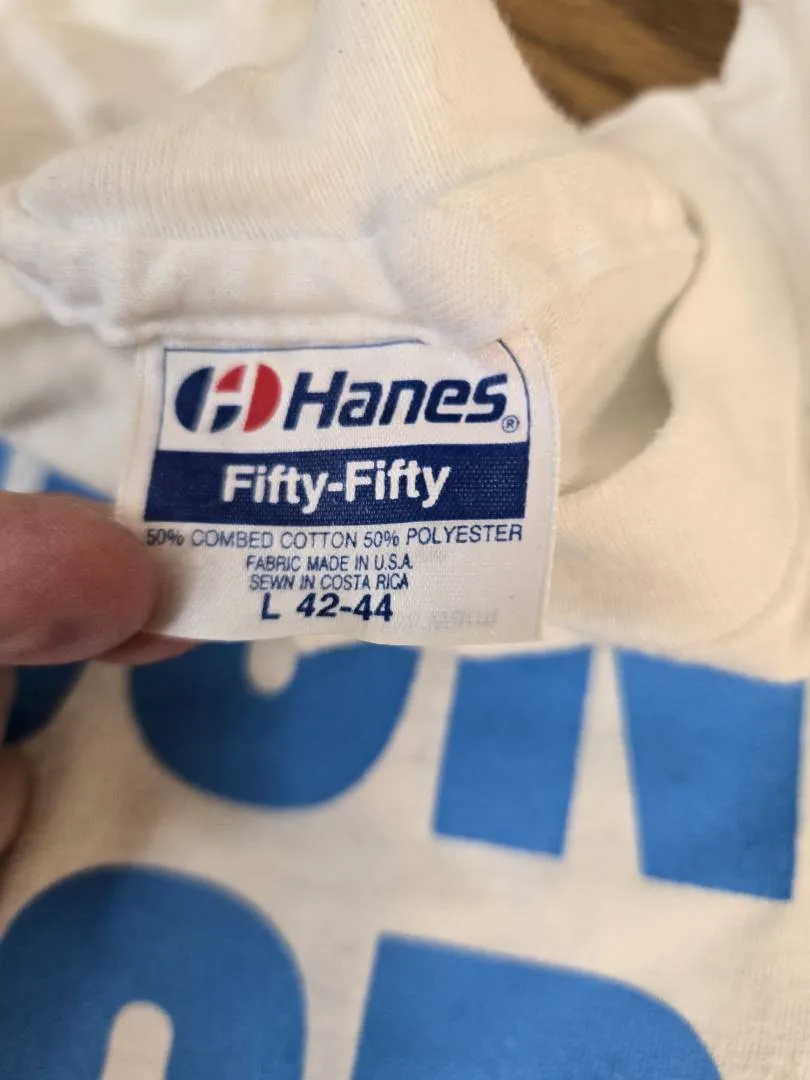 Hanes®
Fifty-Fifty
50% COMBED COTTON 50% POLYESTER
FABRIC MADE IN U.S.A.
SEWN IN COSTA RICA
L 42-44